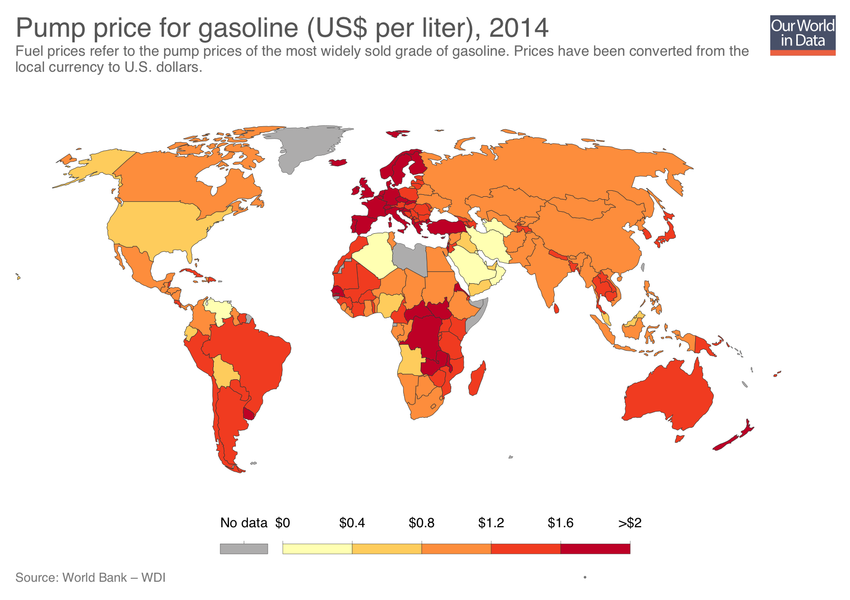 Pump price for gasoline (US$ per liter), 2014
Our World
in Data
Fuel prices refer to the pump prices of the most widely sold grade of gasoline. Prices have been converted from the
local currency to U.S. dollars.
No data $0 $0.4 $0.8 $1.2 $1.6 >$2
Source: World Bank – WDI